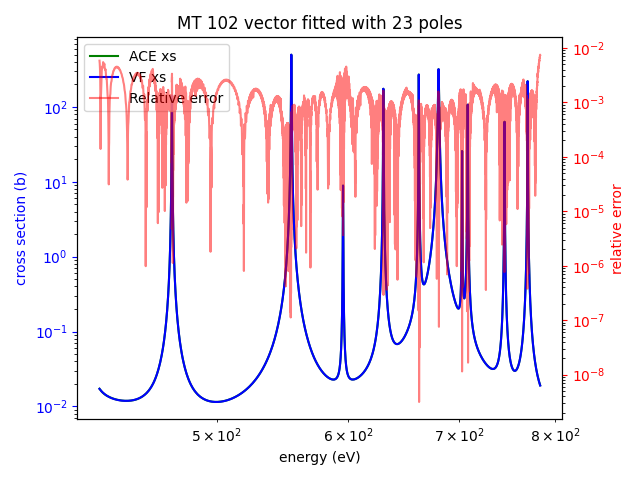 MT 102 vector fitted with 23 poles
ACE xs
VF xs
Relative error
cross section (b)
10²
10¹
10⁰
10⁻¹
10⁻²
relative error
10⁻²
10⁻³
10⁻⁴
10⁻⁵
10⁻⁶
10⁻⁷
10⁻⁸
5 × 10²
6 × 10²
7 × 10²
8 × 10²
energy (eV)